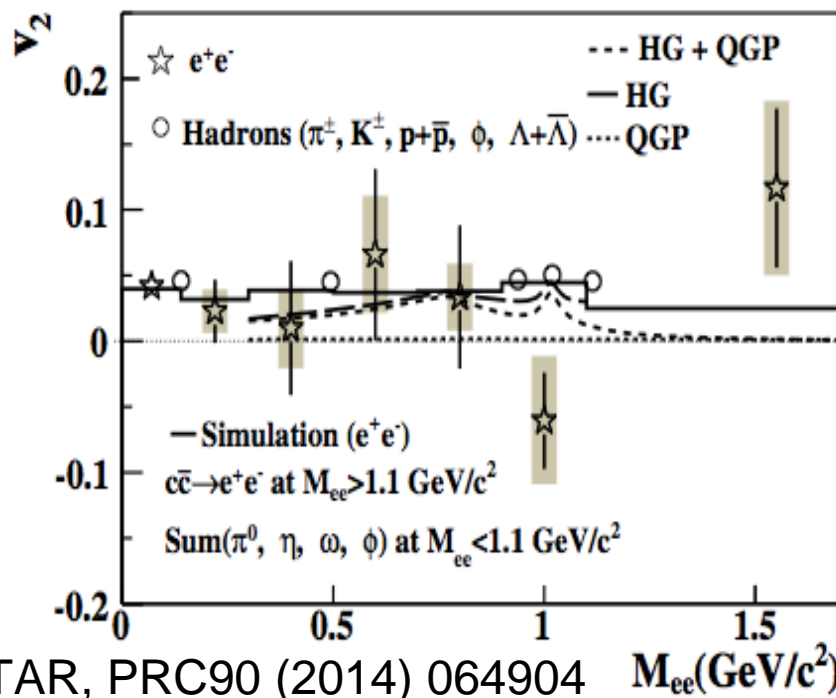 v₂
0.2
0.1
0
-0.1
-0.2
e⁺e⁻
Hadrons (π±, K±, p+p̅, ϕ, Λ+Λ̅)
HG + QGP
HG
QGP
Simulation (e⁺e⁻)
cc̅→e⁺e⁻ at Mₑₑ>1.1 GeV/c²
Sum(π⁰, η, ω, ϕ) at Mₑₑ<1.1 GeV/c²
0 0.5 1 1.5
TAR, PRC90 (2014) 064904 Mₑₑ(GeV/c²)